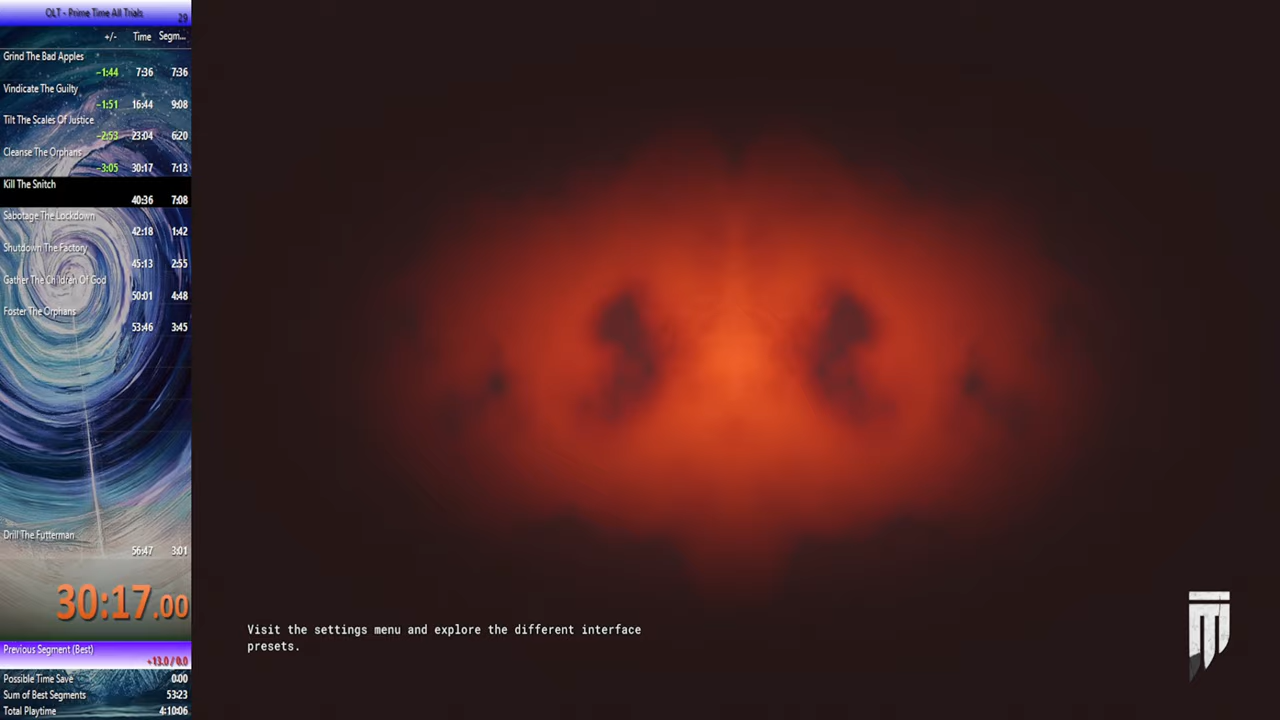 OLT - Prime Time All Trials
29
+/- Time Segm...
Grind The Bad Apples
-1:44 7:36 7:36
Vindicate The Guilty
-1:51 16:44 9:08
Tilt The Scales Of Justice
-2:53 23:04 6:20
Cleanse The Orphans
-3:05 30:17 7:13
Kill The Snitch
40:36 7:08
Sabotage The Lockdown
42:18 1:42
Shutdown The Factory
45:13 2:55
Gather The Children Of God
50:01 4:48
Foster The Orphans
53:46 3:45
Drill The Futterman
56:47 3:01
30:17.00
Previous Segment (Best)
+13.0 / 0.0
Possible Time Save 0:00
Sum of Best Segments 53:23
Total Playtime 4:10:06
Visit the settings menu and explore the different interface
presets.